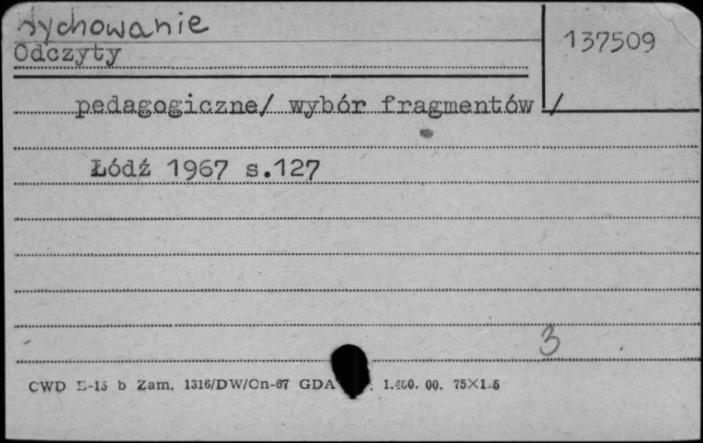 Wychowanie
137509
Odczyty
pedagogiczne/ wybór fragmentów /
Łódź 1967 s.127
3
CWD E-15 b Zam. 1316/DW/On-67 GDA 00. 75X1